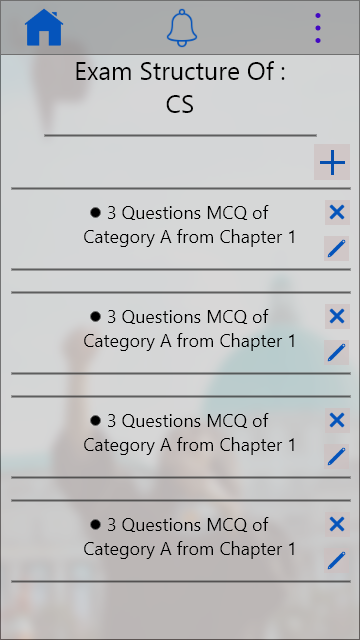 Exam Structure Of :
CS
● 3 Questions MCQ of
Category A from Chapter 1
● 3 Questions MCQ of
Category A from Chapter 1
● 3 Questions MCQ of
Category A from Chapter 1
● 3 Questions MCQ of
Category A from Chapter 1